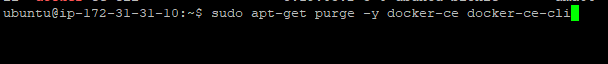 ubuntu@ip-172-31-31-10:~$ sudo apt-get purge -y docker-ce docker-ce-cli